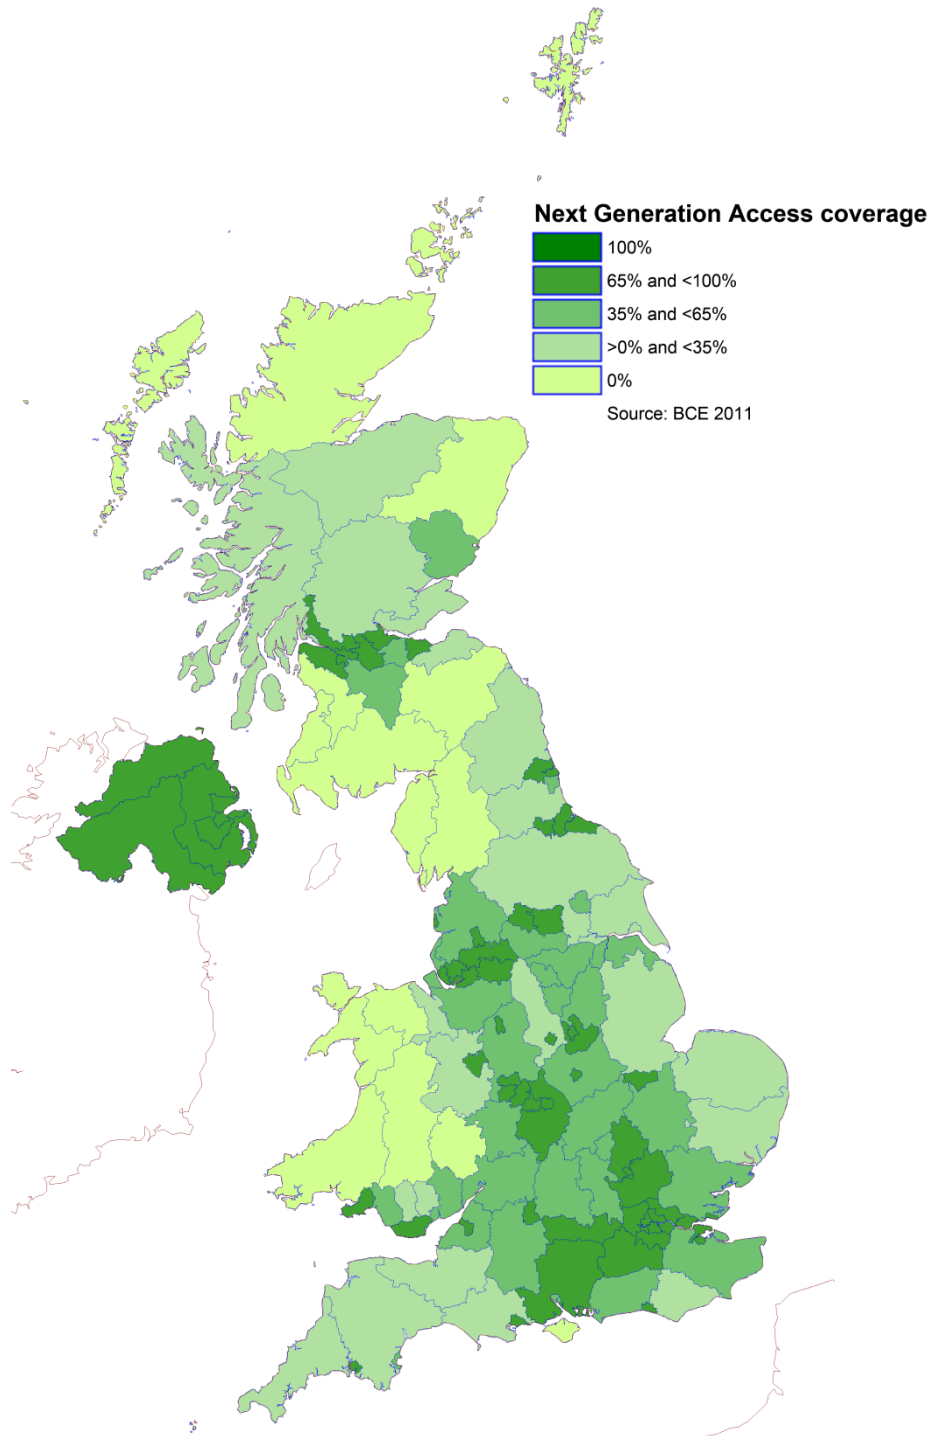 Next Generation Access coverage
100%
65% and <100%
35% and <65%
>0% and <35%
0%
Source: BCE 2011